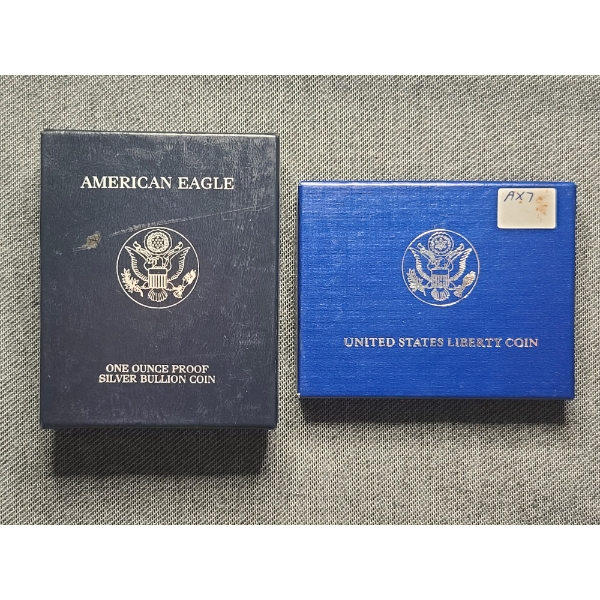 AMERICAN EAGLE
ONE OUNCE PROOF
SILVER BULLION COIN
AX7
UNITED STATES LIBERTY COIN